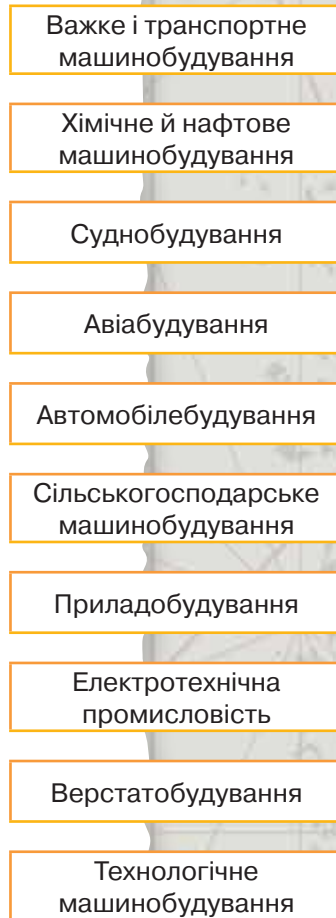 Важке і транспортне
машинобудування
Хімічне й нафтове
машинобудування
Суднобудування
Авіабудування
Автомобілебудування
Сільськогосподарське
машинобудування
Приладобудування
Електротехнічна
промисловість
Верстатобудування
Технологічне
машинобудування